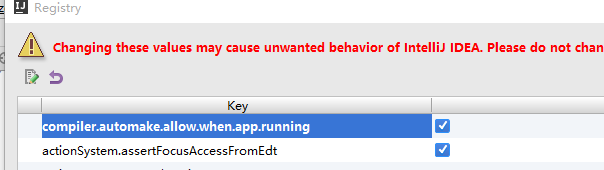 IJ Registry
Changing these values may cause unwanted behavior of IntelliJ IDEA. Please do not chan
Key
compiler.automake.allow.when.app.running
actionSystem.assertFocusAccessFromEdt